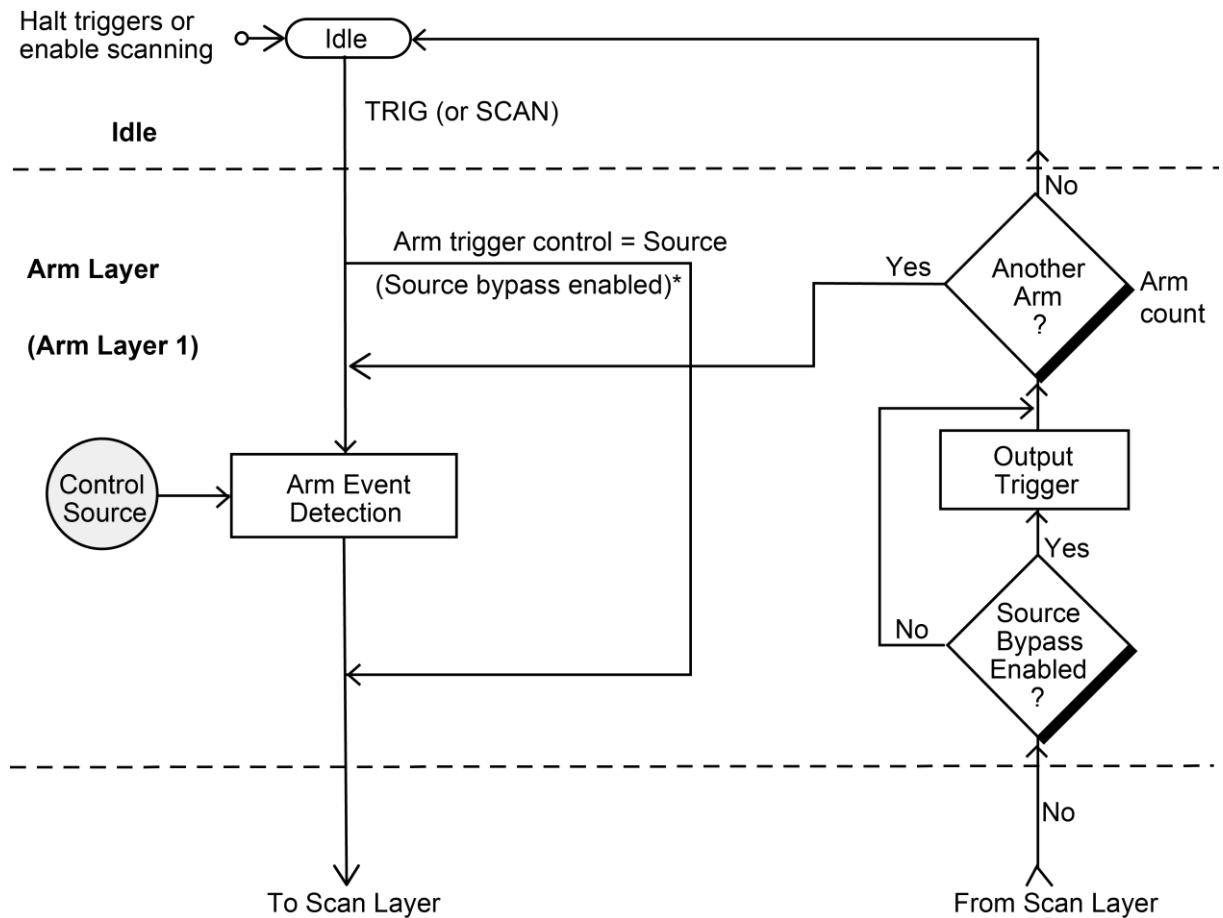 Halt triggers or
enable scanning
Idle
TRIG (or SCAN)
Idle
No
Arm trigger control = Source
(Source bypass enabled)*
Yes
Another
Arm
?
Arm
count
Arm Layer
(Arm Layer 1)
Control
Source
Arm Event
Detection
Output
Trigger
Yes
No
Source
Bypass
Enabled
?
No
To Scan Layer
From Scan Layer